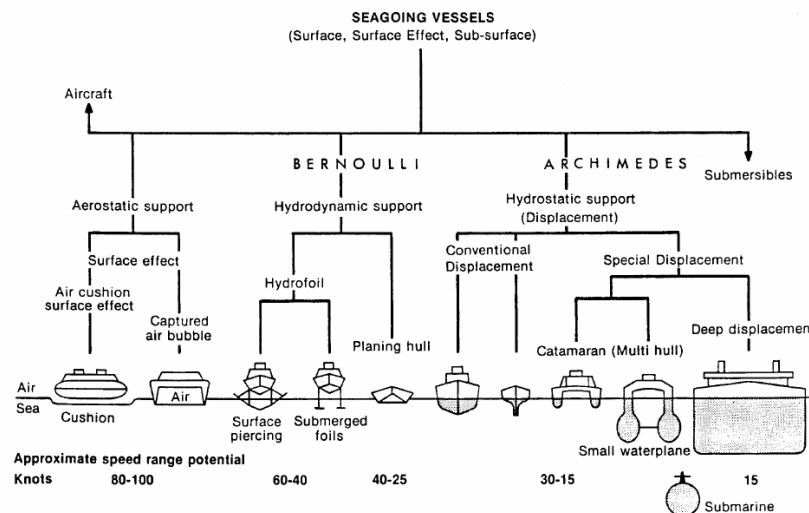 SEAGOING VESSELS
(Surface, Surface Effect, Sub-surface)
Aircraft
BERNOULLI
ARCHIMEDES
Submersibles
Aerostatic support
Hydrodynamic support
Hydrostatic support
(Displacement)
Surface effect
Conventional
Displacement
Special Displacement
Air cushion
surface effect
Hydrofoil
Captured
air bubble
Planing hull
Catamaran (Multi hull)
Deep displacement
Air
Sea
Cushion
Air
Surface
piercing
Submerged
foils
Small waterplane
Approximate speed range potential
Knots 80-100 60-40 40-25 30-15 15
Submarine